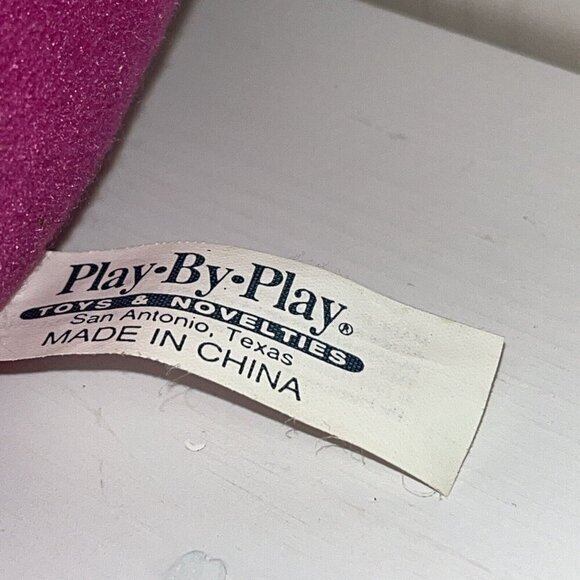 Play·By·Play®
TOYS & NOVELTIES
San Antonio, Texas
MADE IN CHINA